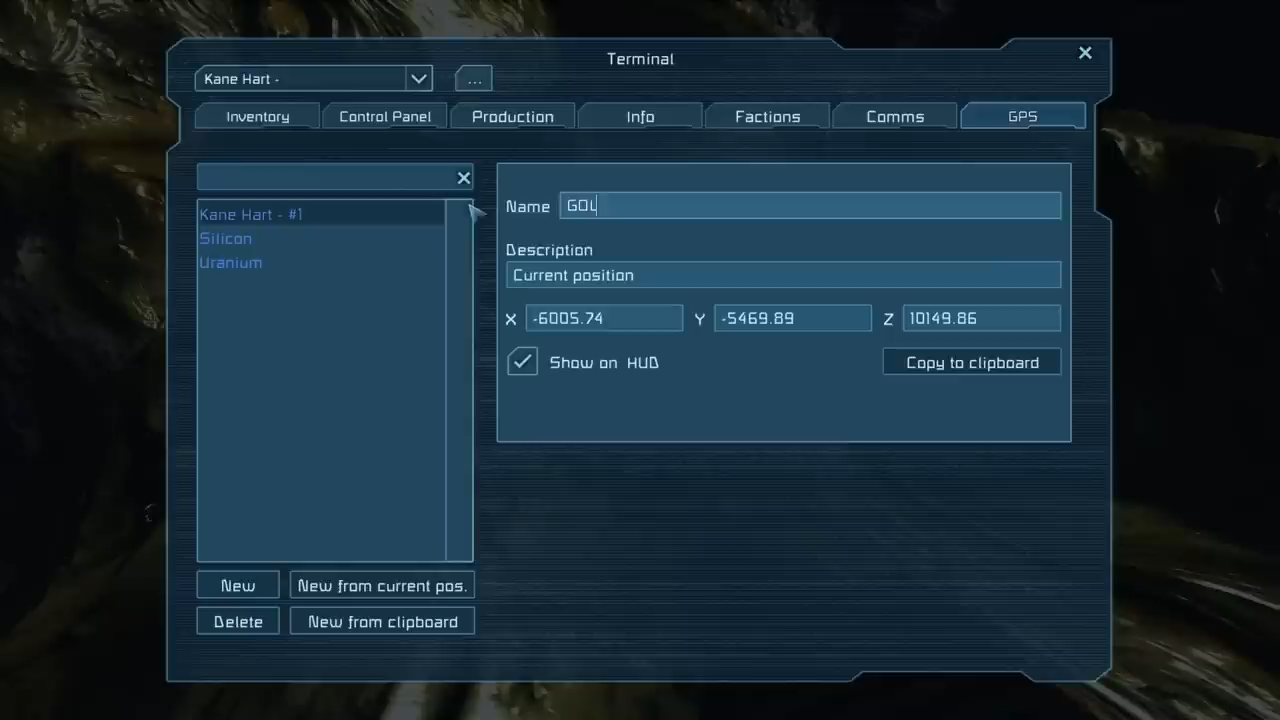 Terminal
Kane Hart -
...
Inventory Control Panel Production Info Factions Comms GPS
Kane Hart - #1
Silicon
Uranium
Name GOL
Description
Current position
X -6005.74 Y -5469.89 Z 10149.86
Show on HUD
Copy to clipboard
New New from current pos.
Delete New from clipboard